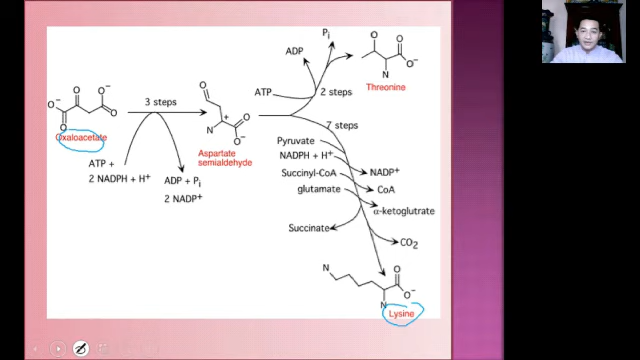 Pi
ADP
O
O
O-
N
Threonine
ATP
2 steps
O-
O
O-
O
O
Oxaloacetate
3 steps
ATP +
2 NADPH + H+
ADP + Pi
2 NADP+
O
+
O
N
O-
Aspartate
semialdehyde
7 steps
Pyruvate
NADPH + H+
NADP+
Succinyl-CoA
CoA
glutamate
α-ketoglutrate
Succinate
CO2
N
O
O-
N
Lysine